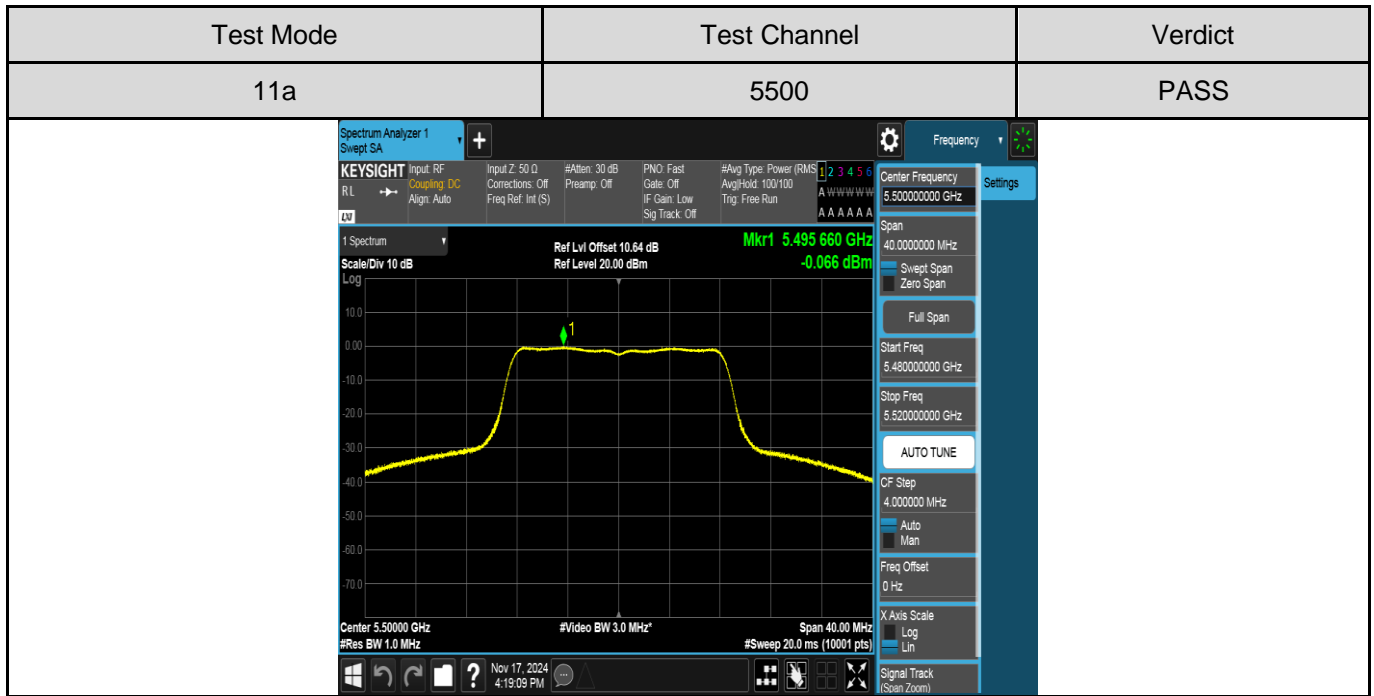 Test Mode Test Channel Verdict
11a 5500 PASS
Spectrum Analyzer 1
Swept SA
+
Frequency
KEYSIGHT
RL
LXI
Input: RF
Coupling: DC
Align: Auto
Input Z: 50 Ω
Corrections: Off
Freq Ref: Int (S)
#Atten: 30 dB
Preamp: Off
PNO: Fast
Gate: Off
IF Gain: Low
Sig Track: Off
#Avg Type: Power (RMS
Avg|Hold: 100/100
Trig: Free Run
1 2 3 4 5 6
A W W W W W
A A A A A A
1 Spectrum
Scale/Div 10 dB
Ref Lvl Offset 10.64 dB
Ref Level 20.00 dBm
Mkr1 5.495 660 GHz
-0.066 dBm
Log
10.0
0.00
-10.0
-20.0
-30.0
-40.0
-50.0
-60.0
-70.0
1
Center 5.50000 GHz
#Res BW 1.0 MHz
#Video BW 3.0 MHz*
Span 40.00 MHz
#Sweep 20.0 ms (10001 pts)
?
Nov 17, 2024
4:19:09 PM
Center Frequency
5.500000000 GHz
Settings
Span
40.0000000 MHz
Swept Span
Zero Span
Full Span
Start Freq
5.480000000 GHz
Stop Freq
5.520000000 GHz
AUTO TUNE
CF Step
4.000000 MHz
Auto
Man
Freq Offset
0 Hz
X Axis Scale
Log
Lin
Signal Track
(Span Zoom)